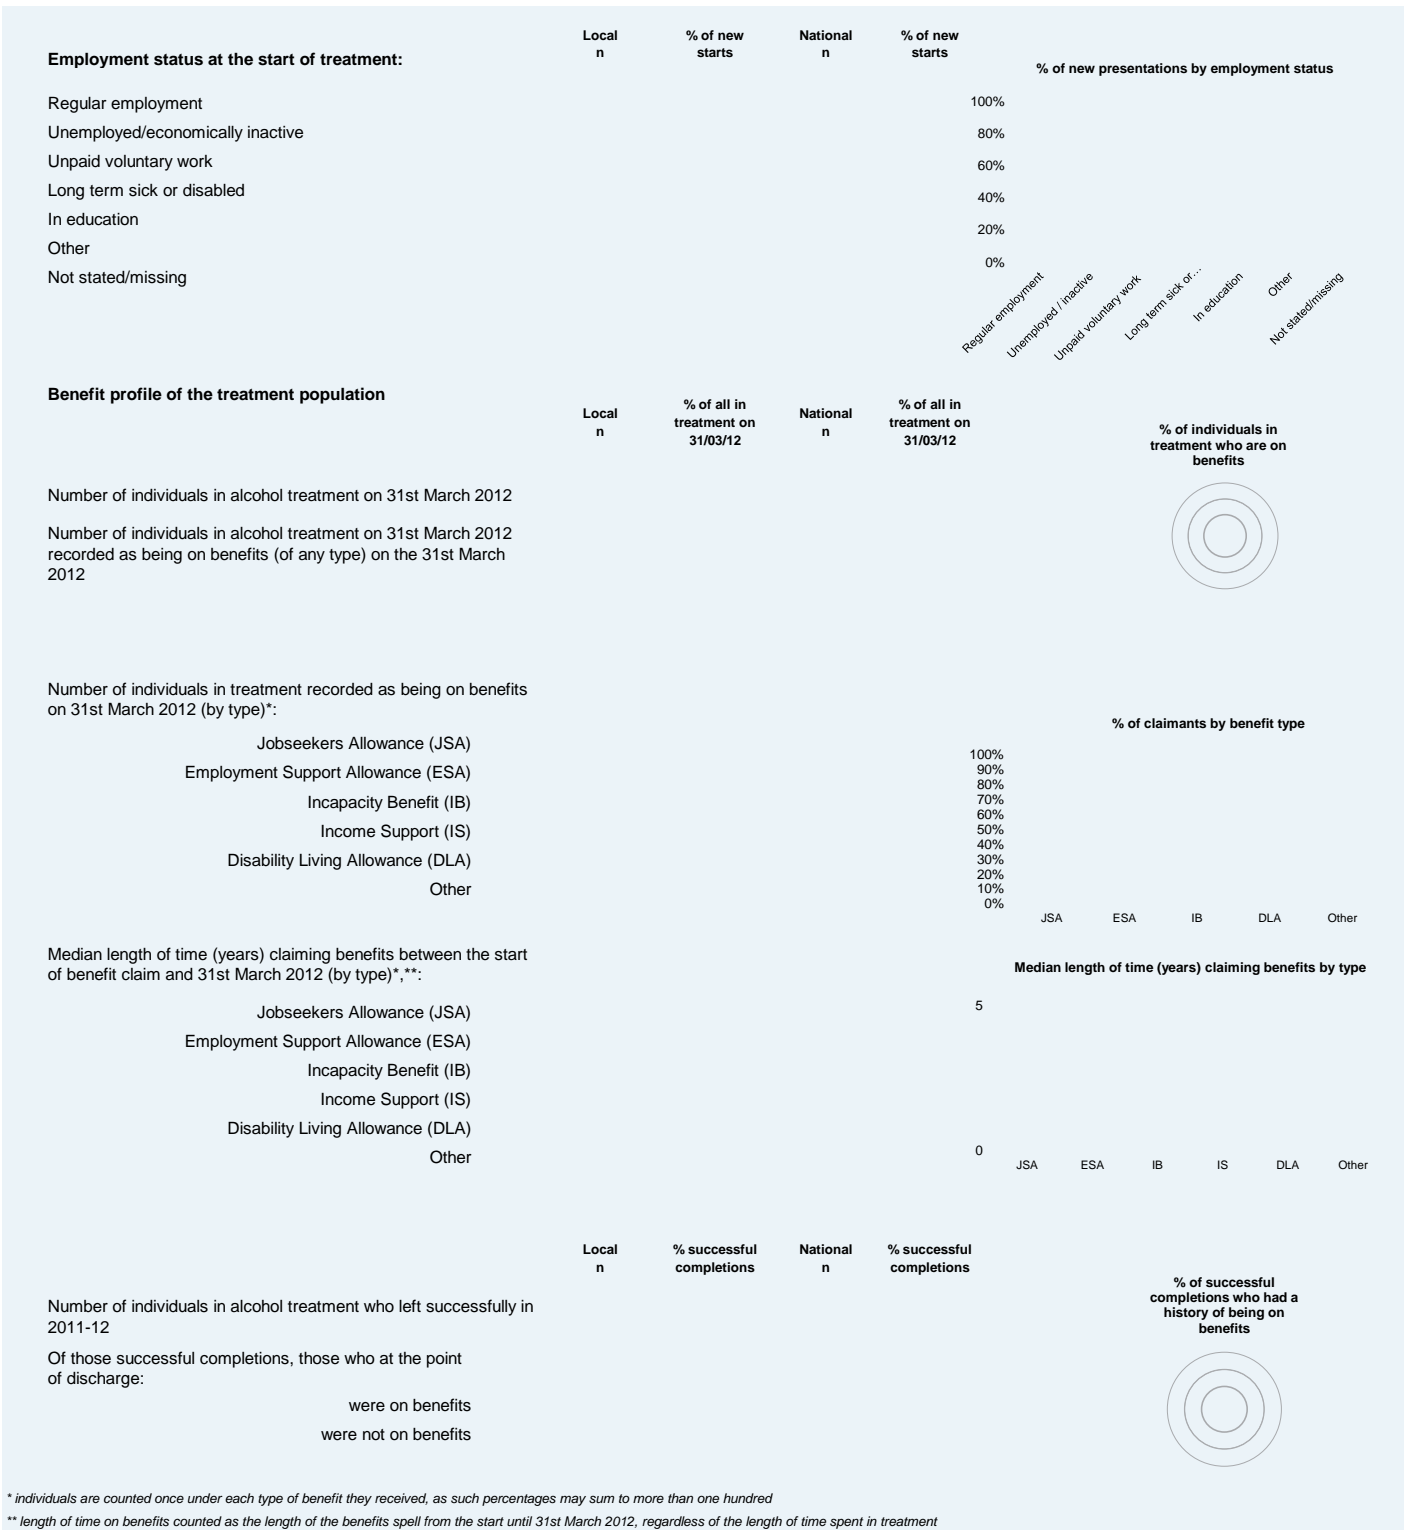 Local
n
% of new
starts
National
n
% of new
starts
Employment status at the start of treatment:
% of new presentations by employment status
Regular employment
Unemployed/economically inactive
Unpaid voluntary work
Long term sick or disabled
In education
Other
Not stated/missing
100%
80%
60%
40%
20%
0%
Regular employment
Unemployed / inactive
Unpaid voluntary work
Long term sick or…
In education
Other
Not stated/missing
Benefit profile of the treatment population
Local
n
% of all in
treatment on
31/03/12
National
n
% of all in
treatment on
31/03/12
% of individuals in
treatment who are on
benefits
Number of individuals in alcohol treatment on 31st March 2012
Number of individuals in alcohol treatment on 31st March 2012
recorded as being on benefits (of any type) on the 31st March
2012
Number of individuals in treatment recorded as being on benefits
on 31st March 2012 (by type)*:
Jobseekers Allowance (JSA)
Employment Support Allowance (ESA)
Incapacity Benefit (IB)
Income Support (IS)
Disability Living Allowance (DLA)
Other
% of claimants by benefit type
100%
90%
80%
70%
60%
50%
40%
30%
20%
10%
0%
JSA ESA IB DLA Other
Median length of time (years) claiming benefits between the start
of benefit claim and 31st March 2012 (by type)*,**:
Jobseekers Allowance (JSA)
Employment Support Allowance (ESA)
Incapacity Benefit (IB)
Income Support (IS)
Disability Living Allowance (DLA)
Other
Median length of time (years) claiming benefits by type
5
0
JSA ESA IB IS DLA Other
Local
n
% successful
completions
National
n
% successful
completions
% of successful
completions who had a
history of being on
benefits
Number of individuals in alcohol treatment who left successfully in
2011-12
Of those successful completions, those who at the point
of discharge:
were on benefits
were not on benefits
* individuals are counted once under each type of benefit they received, as such percentages may sum to more than one hundred
** length of time on benefits counted as the length of the benefits spell from the start until 31st March 2012, regardless of the length of time spent in treatment